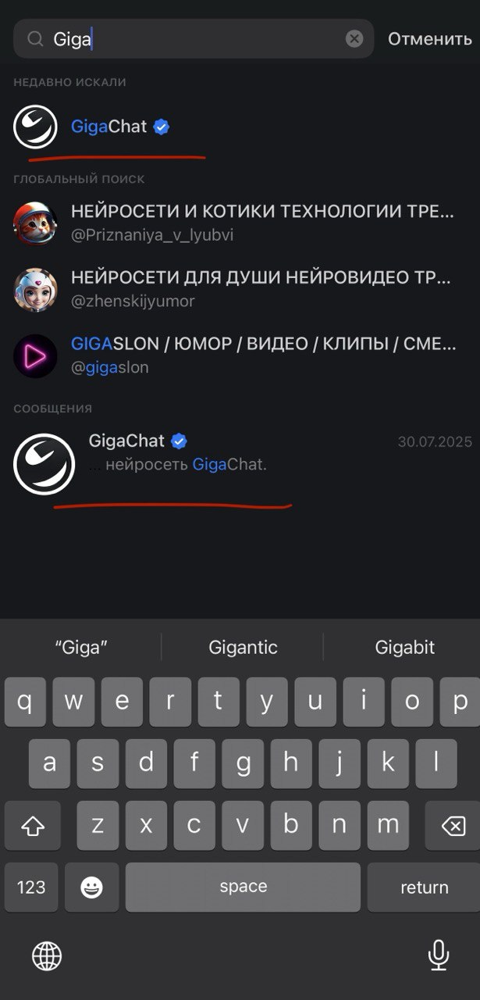 Giga
Отменить
НЕДАВНО ИСКАЛИ
GigaChat
ГЛОБАЛЬНЫЙ ПОИСК
НЕЙРОСЕТИ И КОТИКИ ТЕХНОЛОГИИ ТРЕ...
@Priznaniya_v_lyubvi
НЕЙРОСЕТИ ДЛЯ ДУШИ НЕЙРОВИДЕО ТР...
@zhenskijyumor
GIGASLON / ЮМОР / ВИДЕО / КЛИПЫ / СМЕ...
@gigaslon
СООБЩЕНИЯ
GigaChat
30.07.2025
... нейросеть GigaChat.
“Giga”
Gigantic
Gigabit
q w e r t y u i o p
a s d f g h j k l
z x c v b n m
123
space
return